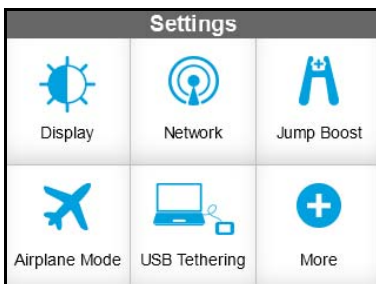 Settings
Display
Network
Jump Boost
Airplane Mode
USB Tethering
More